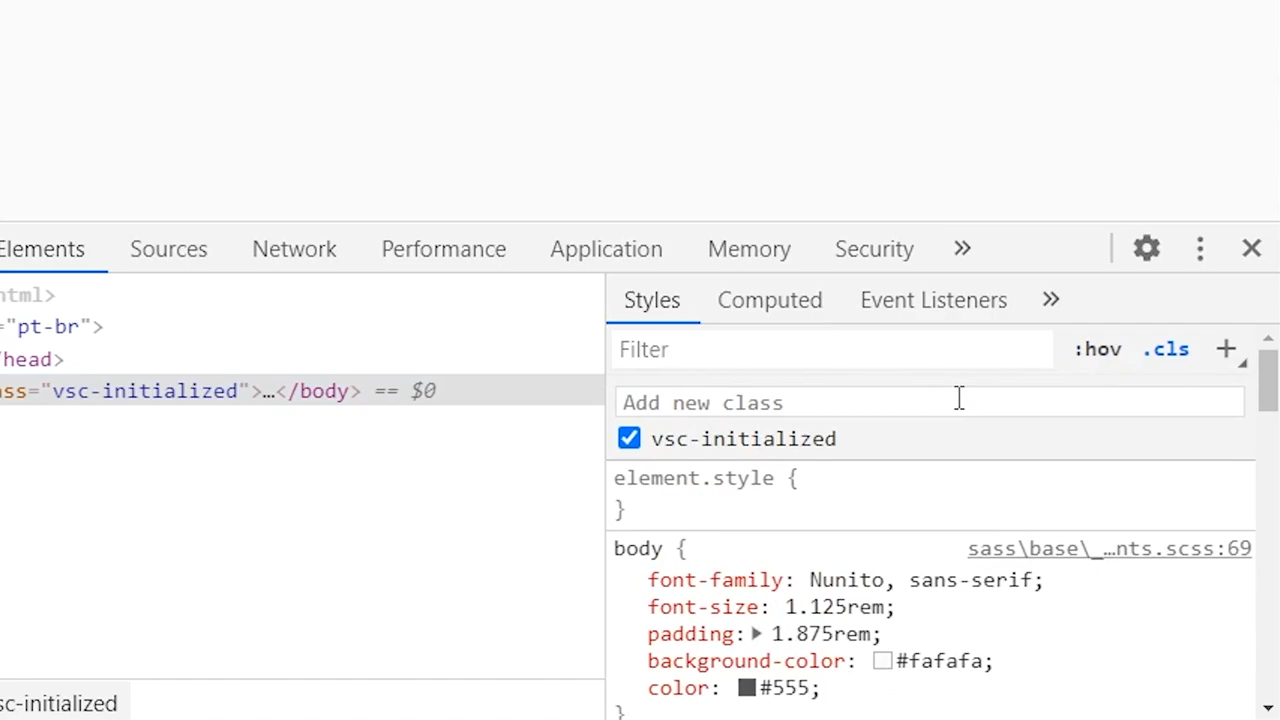 Elements Sources Network Performance Application Memory Security »
html>
="pt-br">
/head>
ass="vsc-initialized">…</body> == $0
sc-initialized
Styles Computed Event Listeners »
Filter :hov .cls +
Add new class
vsc-initialized
element.style {
}
body { sass\base\_…nts.scss:69
font-family: Nunito, sans-serif;
font-size: 1.125rem;
padding: 1.875rem;
background-color: #fafafa;
color: #555;
}